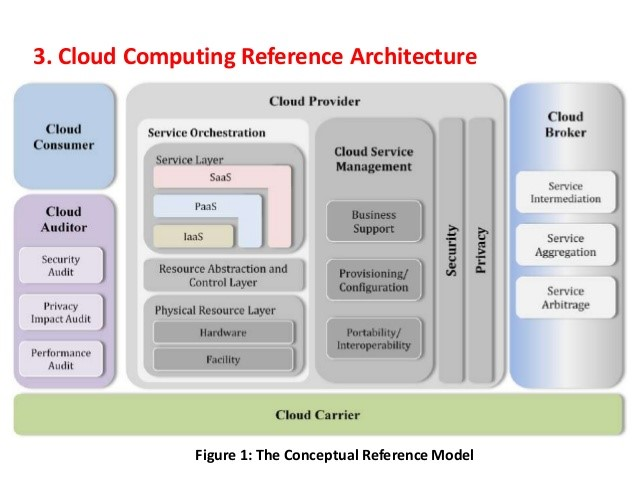 3. Cloud Computing Reference Architecture
Cloud
Consumer
Cloud
Auditor
Security
Audit
Privacy
Impact Audit
Performance
Audit
Cloud Provider
Service Orchestration
Service Layer
SaaS
PaaS
IaaS
Resource Abstraction and
Control Layer
Physical Resource Layer
Hardware
Facility
Cloud Service
Management
Business
Support
Provisioning/
Configuration
Portability/
Interoperability
Security
Privacy
Cloud
Broker
Service
Intermediation
Service
Aggregation
Service
Arbitrage
Cloud Carrier
Figure 1: The Conceptual Reference Model